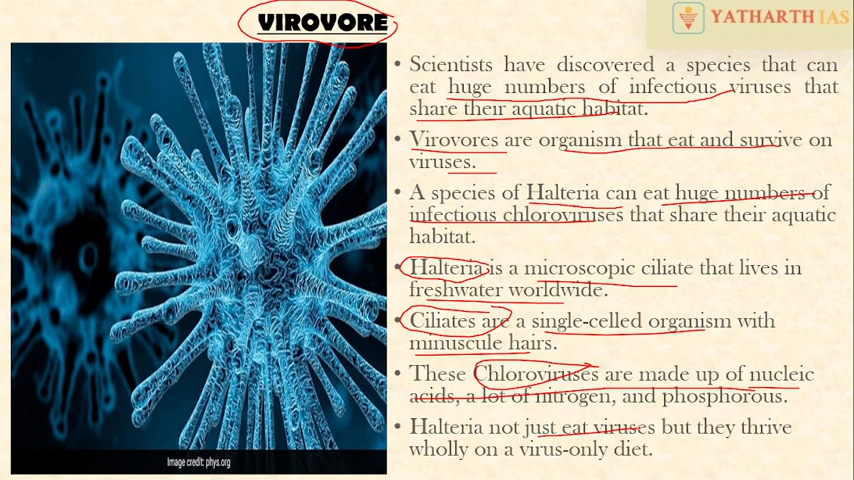 VIROVORE
YATHARTH IAS
• Scientists have discovered a species that can
eat huge numbers of infectious viruses that
share their aquatic habitat.
• Virovores are organism that eat and survive on
viruses.
• A species of Halteria can eat huge numbers of
infectious chloroviruses that share their aquatic
habitat.
• Halteria is a microscopic ciliate that lives in
freshwater worldwide.
• Ciliates are a single-celled organism with
minuscule hairs.
• These Chloroviruses are made up of nucleic
acids, a lot of nitrogen, and phosphorous.
• Halteria not just eat viruses but they thrive
wholly on a virus-only diet.
Image credit: phys.org